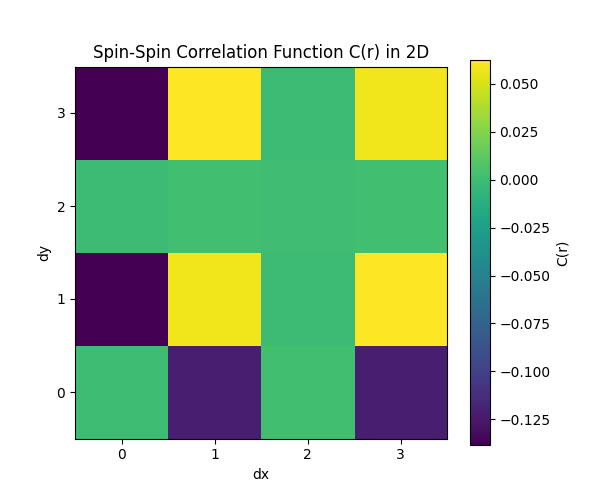 Spin-Spin Correlation Function C(r) in 2D
3
2
1
0
dy
0 1 2 3
dx
0.050
0.025
0.000
−0.025
−0.050
−0.075
−0.100
−0.125
C(r)